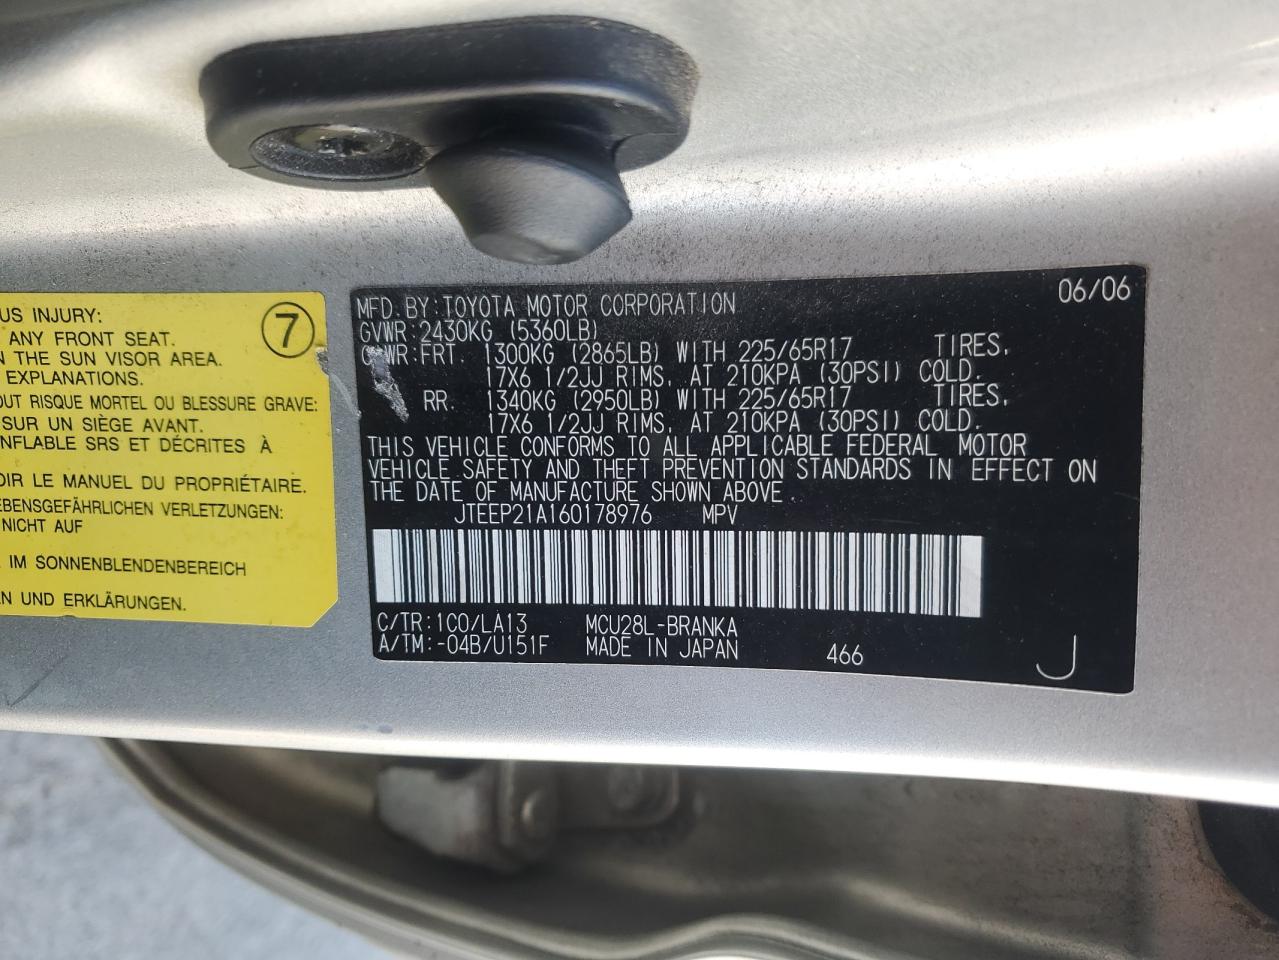 US INJURY:
ANY FRONT SEAT.
N THE SUN VISOR AREA.
EXPLANATIONS.
7
OUT RISQUE MORTEL OU BLESSURE GRAVE:
SUR UN SIÈGE AVANT.
NFLABLE SRS ET DÉCRITES À
OIR LE MANUEL DU PROPRIÉTAIRE.
EBENSGEFÄHRLICHEN VERLETZUNGEN:
NICHT AUF
IM SONNENBLENDENBEREICH
N UND ERKLÄRUNGEN.
06/06
MFD. BY: TOYOTA MOTOR CORPORATION
GVWR: 2430KG (5360LB)
GAWR: FRT. 1300KG (2865LB) WITH 225/65R17 TIRES,
17X6 1/2JJ RIMS, AT 210KPA (30PSI) COLD.
RR. 1340KG (2950LB) WITH 225/65R17 TIRES,
17X6 1/2JJ RIMS, AT 210KPA (30PSI) COLD.
THIS VEHICLE CONFORMS TO ALL APPLICABLE FEDERAL MOTOR
VEHICLE SAFETY AND THEFT PREVENTION STANDARDS IN EFFECT ON
THE DATE OF MANUFACTURE SHOWN ABOVE.
JTEEP21A160178976 MPV
C/TR: 1C0/LA13 MCU28L-BRANKA
A/TM: -04B/U151F MADE IN JAPAN 466 J